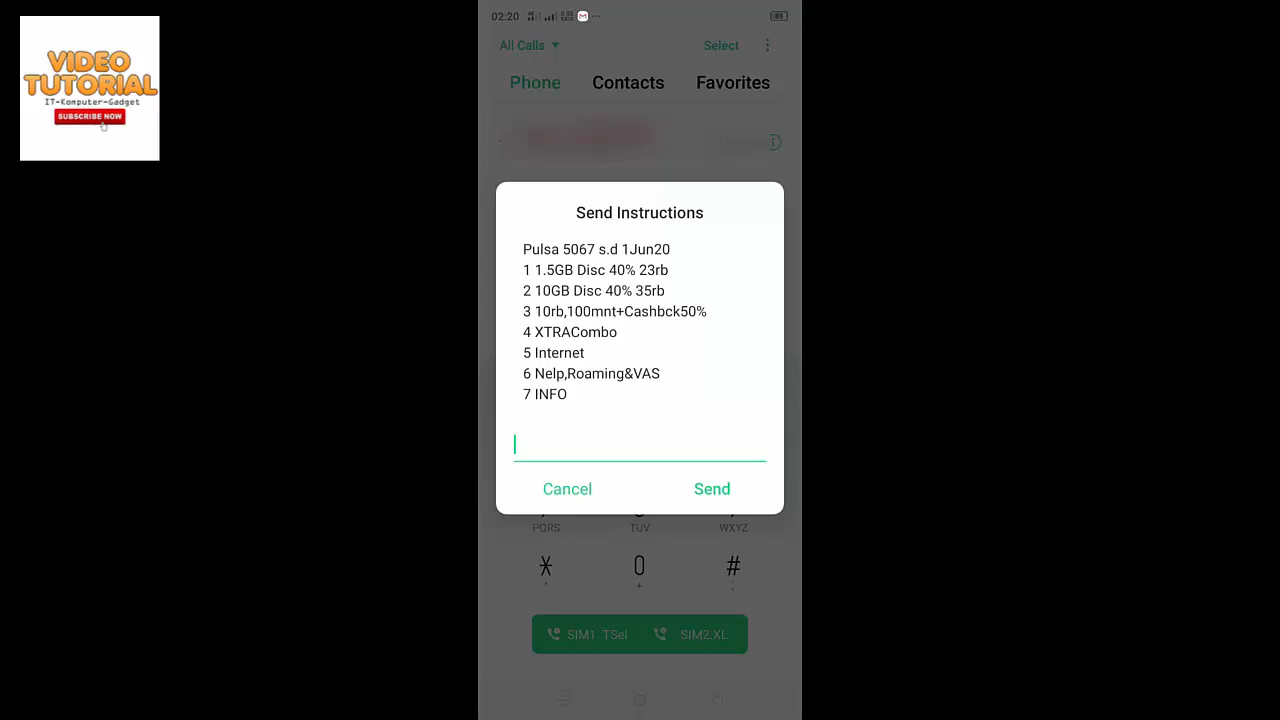 VIDEO
TUTORIAL
IT-Komputer-Gadget
SUBSCRIBE NOW
02:20
All Calls
Select
Phone Contacts Favorites
Send Instructions
Pulsa 5067 s.d 1Jun20
1 1.5GB Disc 40% 23rb
2 10GB Disc 40% 35rb
3 10rb,100mnt+Cashbck50%
4 XTRACombo
5 Internet
6 Nelp,Roaming&VAS
7 INFO
Cancel Send
PQRS TUV WXYZ
* 0 #
+
SIM1. TSel SIM2.XL